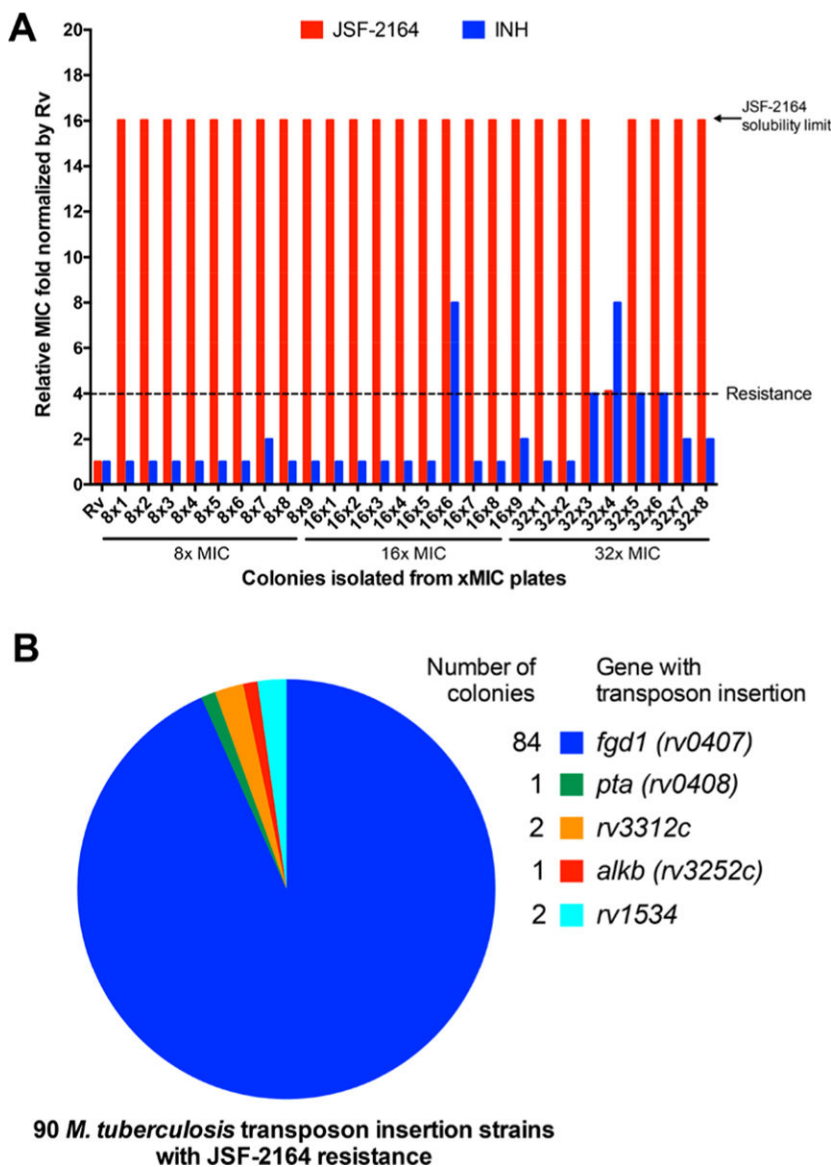 A
JSF-2164
INH
Relative MIC fold normalized by Rv
20
18
16
14
12
10
8
6
4
2
0
JSF-2164
solubility limit
Resistance
Rv
8x1
8x2
8x3
8x4
8x5
8x6
8x7
8x8
8x9
16x1
16x2
16x3
16x4
16x5
16x6
16x7
16x8
16x9
32x1
32x2
32x3
32x4
32x5
32x6
32x7
32x8
8x MIC
16x MIC
32x MIC
Colonies isolated from xMIC plates
B
Number of
colonies
Gene with
transposon insertion
84 fgd1 (rv0407)
1 pta (rv0408)
2 rv3312c
1 alkb (rv3252c)
2 rv1534
90 M. tuberculosis transposon insertion strains
with JSF-2164 resistance